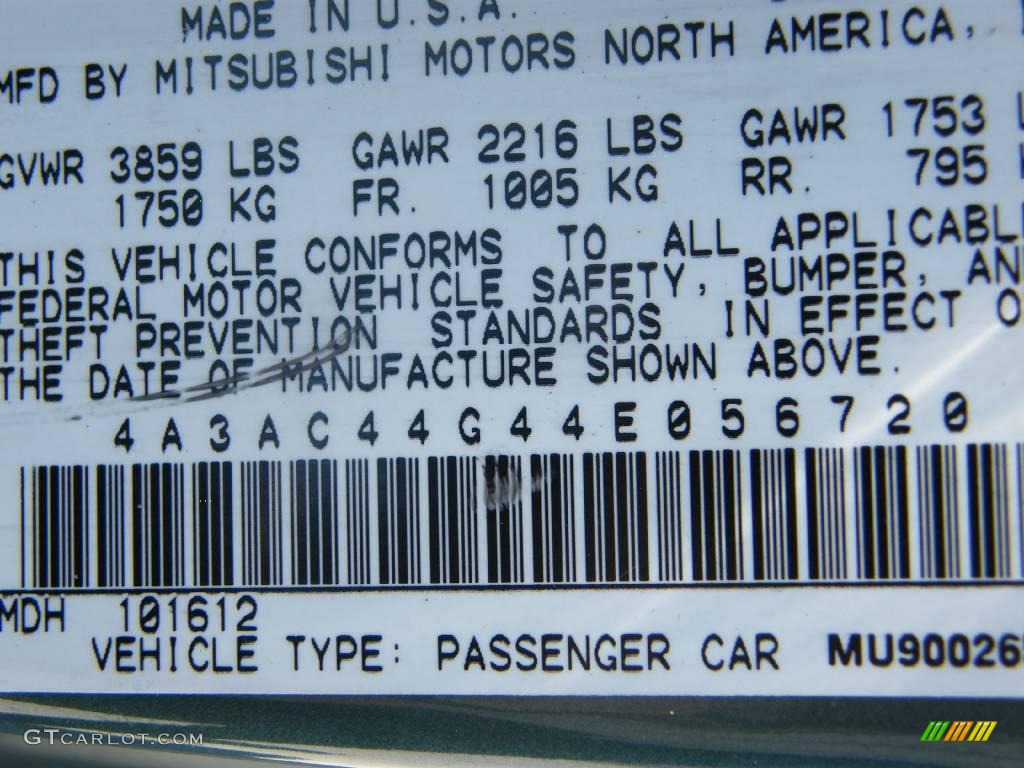 MADE IN U.S.A.
MFD BY MITSUBISHI MOTORS NORTH AMERICA,
GVWR 3859 LBS GAWR 2216 LBS GAWR 1753
1750 KG FR. 1005 KG RR. 795
THIS VEHICLE CONFORMS TO ALL APPLICABLE
FEDERAL MOTOR VEHICLE SAFETY, BUMPER, AND
THEFT PREVENTION STANDARDS IN EFFECT
THE DATE OF MANUFACTURE SHOWN ABOVE.
4A3AC44G44E056720
MDH 101612
VEHICLE TYPE: PASSENGER CAR MU90026
GTCARLOT.COM